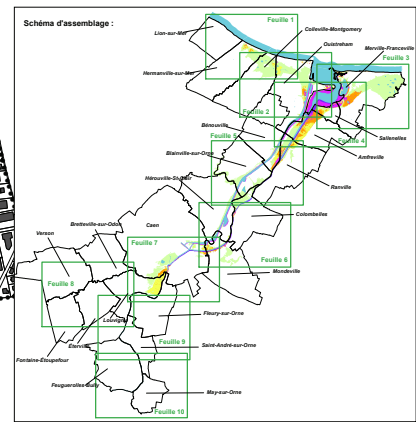 Schéma d'assemblage :
Feuille 1
Colleville-Montgomery
Lion-sur-Mer
Ouistreham
Merville-Franceville
Feuille 3
Hermanville-sur-Mer
Feuille 2
Bénouville
Feuille 4
Sallenelles
Feuille 5
Amfreville
Blainville-sur-Orne
Ranville
Hérouville-St-Clair
Colombelles
Caen
Bretteville-sur-Odon
Verson
Feuille 7
Feuille 6
Mondeville
Feuille 8
Louvigny
Fleury-sur-Orne
Eterville
Feuille 9
Saint-André-sur-Orne
Fontaine-Etoupefour
Feuguerolles-Bully
May-sur-Orne
Feuille 10